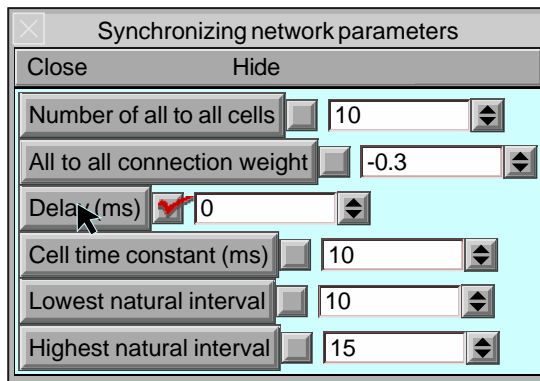 Synchronizing network parameters
Close Hide
Number of all to all cells 10
All to all connection weight -0.3
Delay (ms) 0
Cell time constant (ms) 10
Lowest natural interval 10
Highest natural interval 15